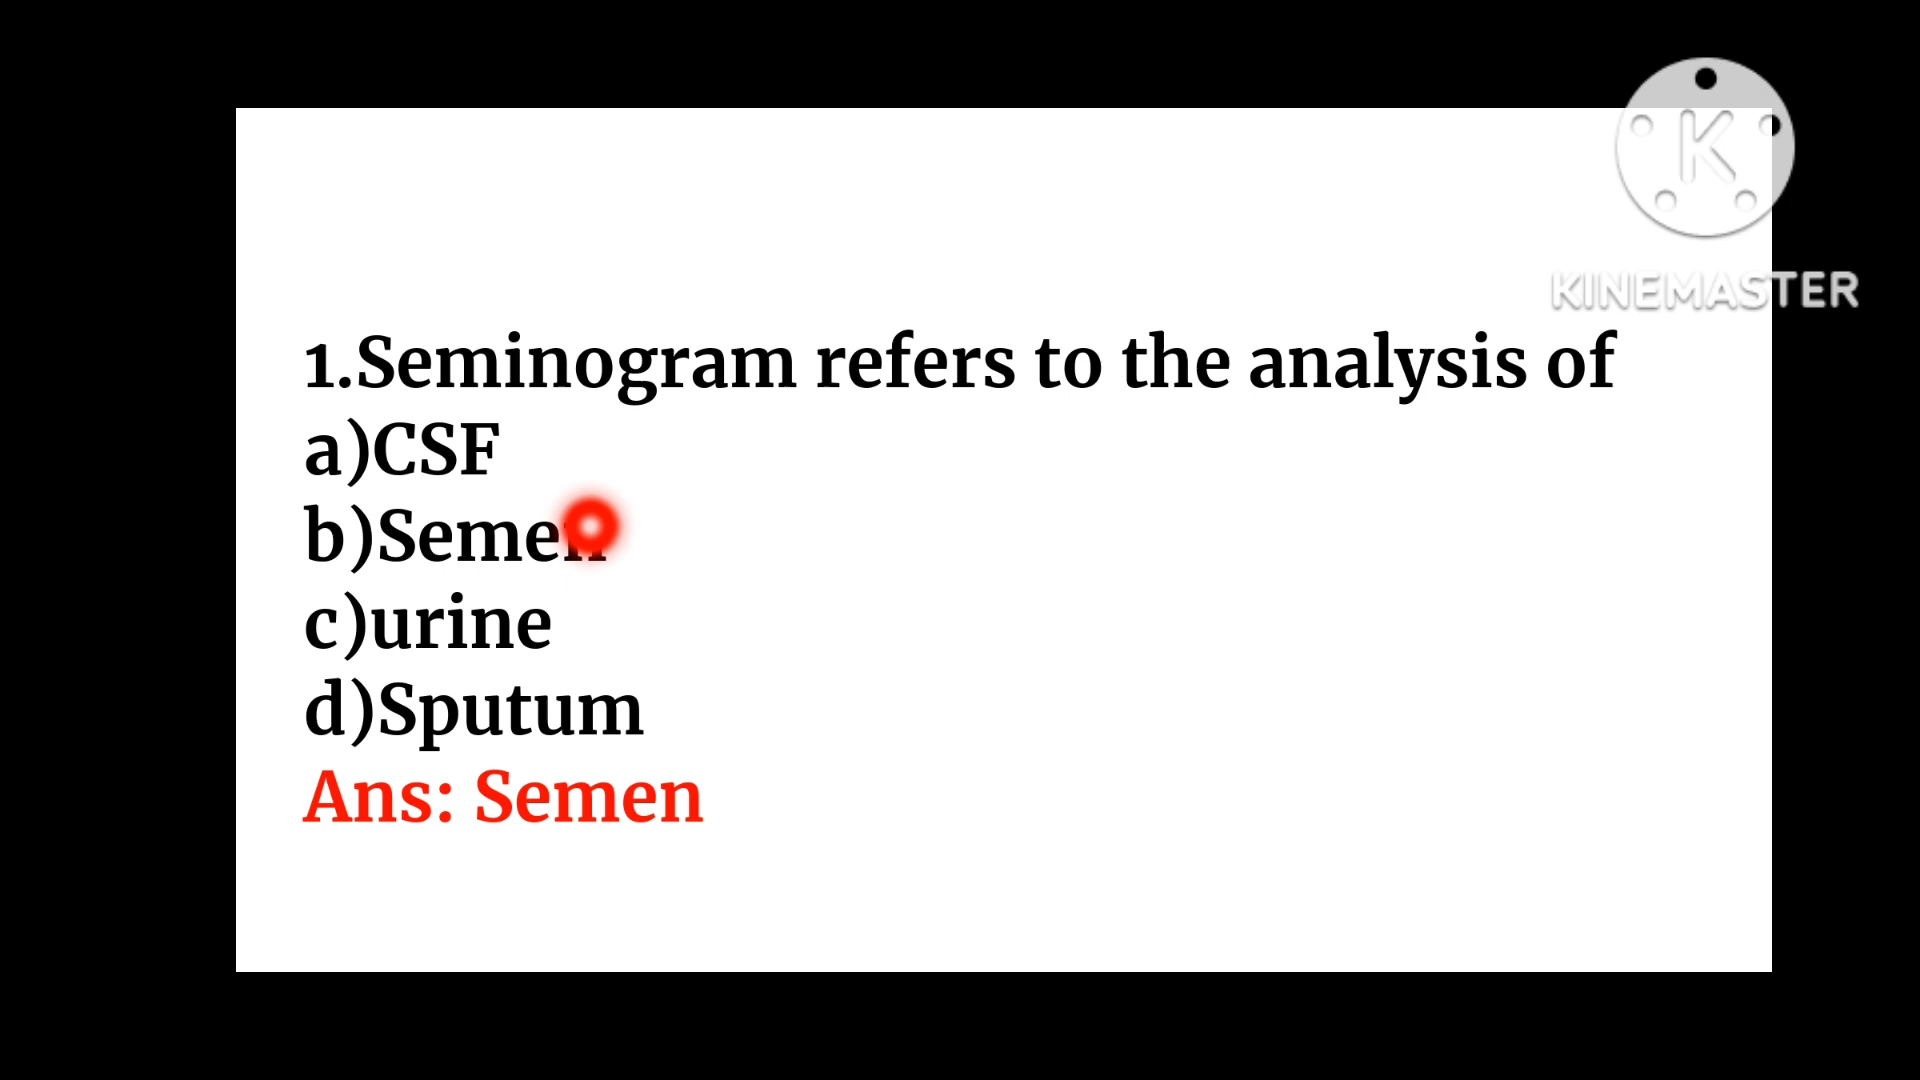 K
KINEMASTER
1.Seminogram refers to the analysis of
a)CSF
b)Semen
c)urine
d)Sputum
Ans: Semen